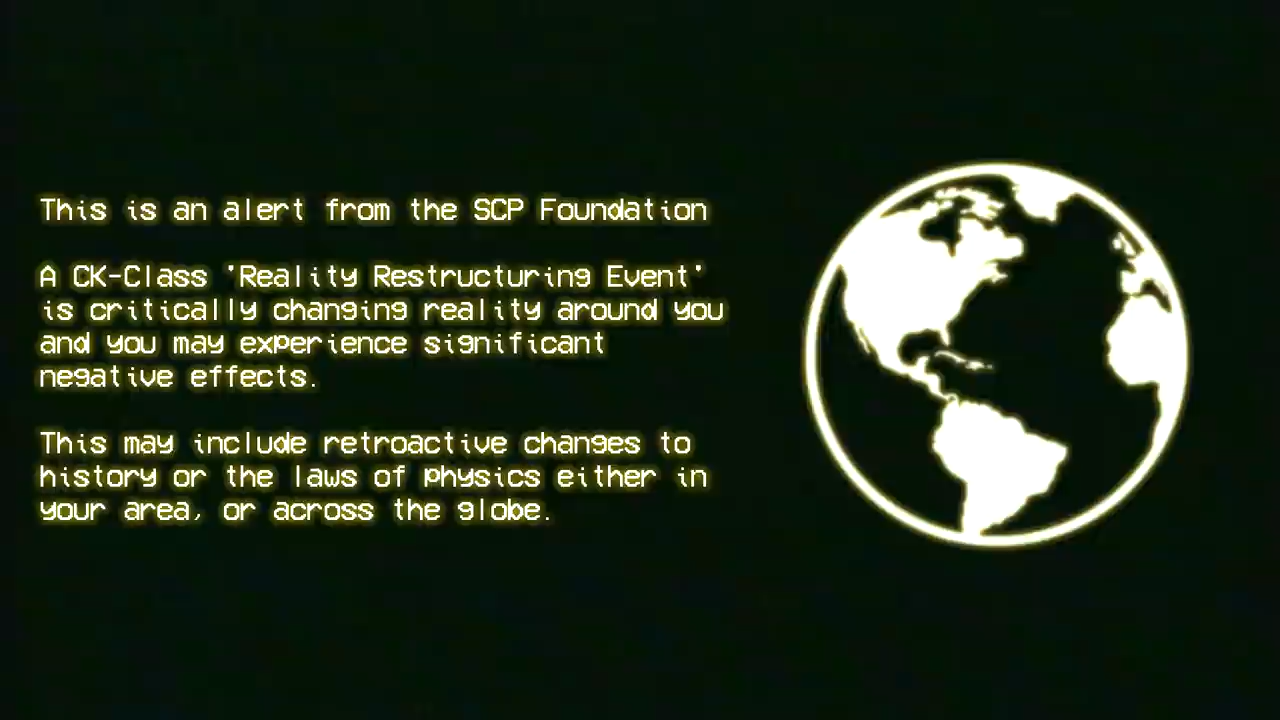 This is an alert from the SCP Foundation
A CK-Class 'Reality Restructuring Event'
is critically changing reality around you
and you may experience significant
negative effects.
This may include retroactive changes to
history or the laws of physics either in
your area, or across the globe.